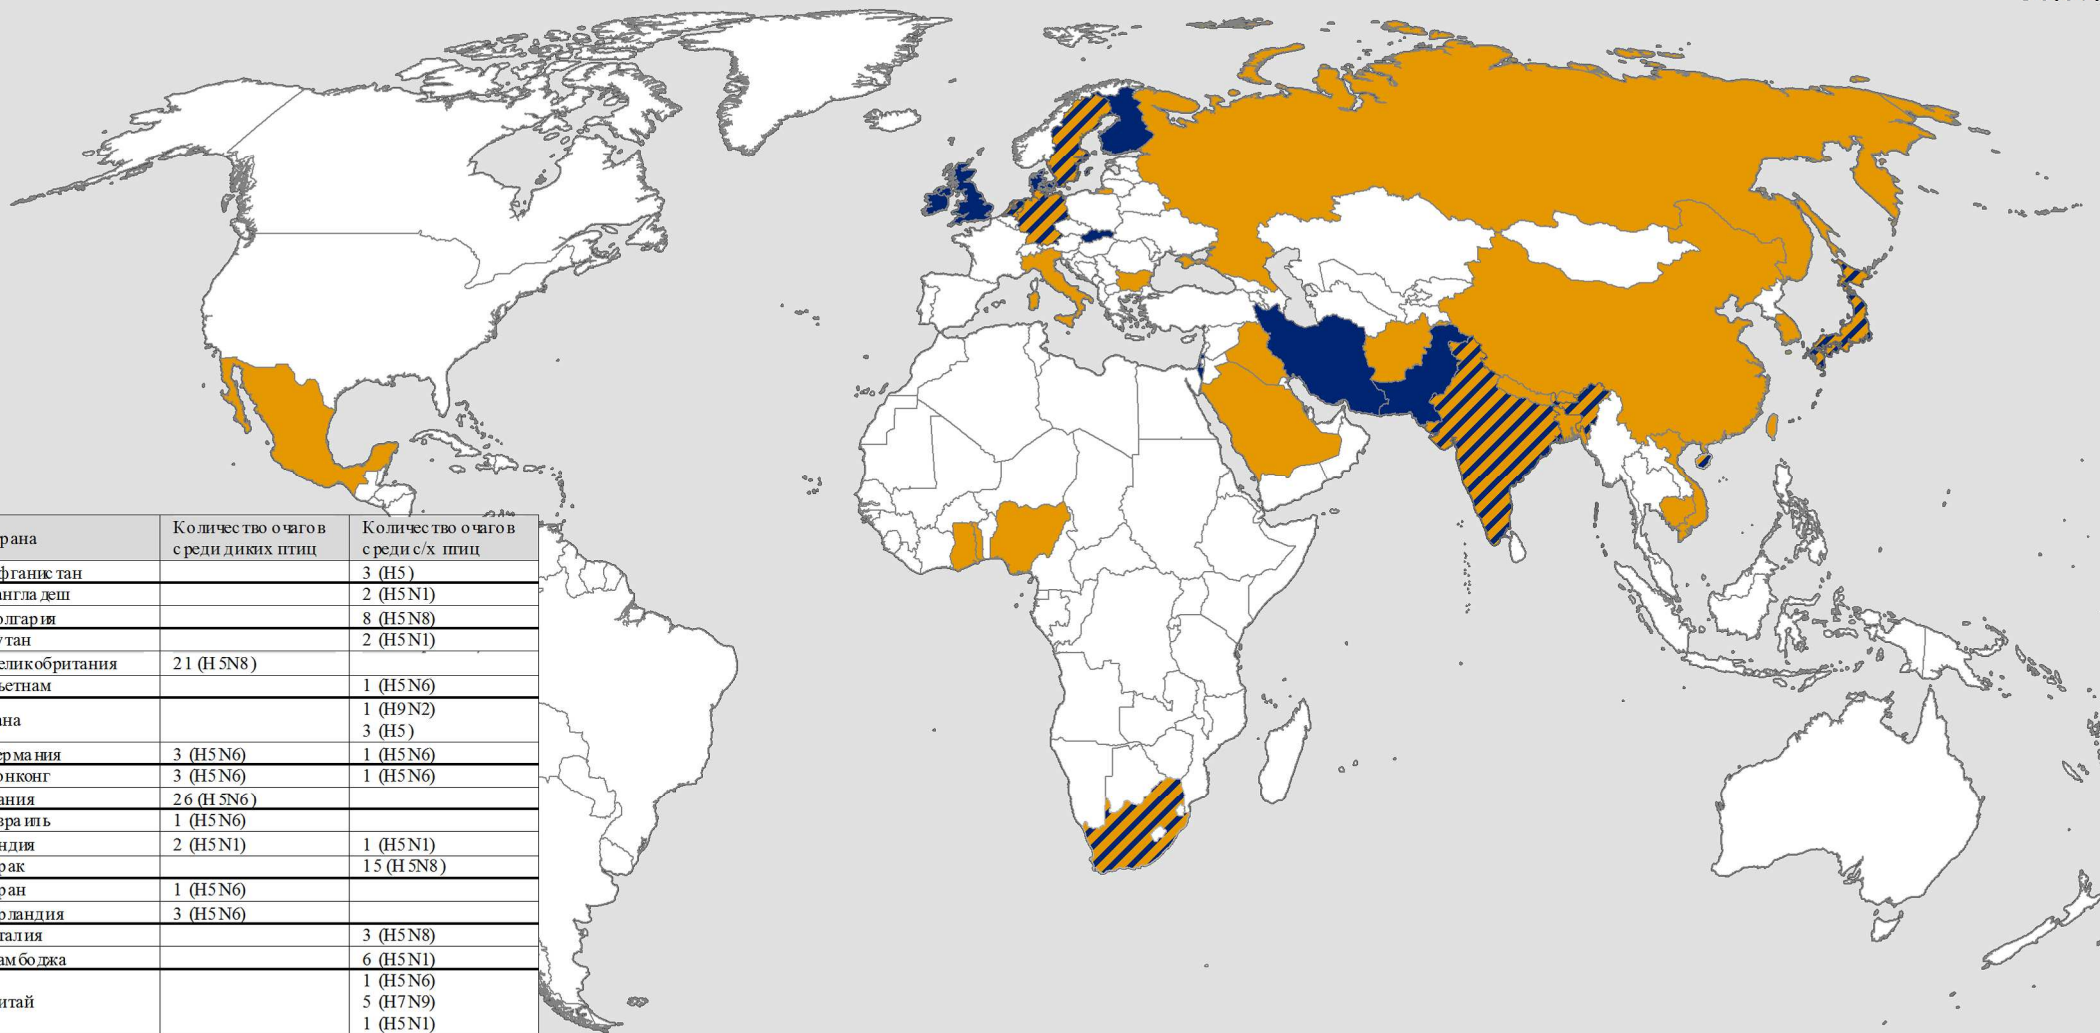 рана Количество очагов Количество очагов
среди диких птиц среди с/х птиц
фганистан 3 (H5)
англадеш 2 (H5N1)
олгария 8 (H5N8)
утан 2 (H5N1)
еликобритания 21 (H5N8)
ьетнам 1 (H5N6)
ана 1 (H9N2)
3 (H5)
ермания 3 (H5N6) 1 (H5N6)
онконг 3 (H5N6) 1 (H5N6)
ания 26 (H5N6)
зраиль 1 (H5N6)
ндия 2 (H5N1) 1 (H5N1)
рак 15 (H5N8)
ран 1 (H5N6)
рландия 3 (H5N6)
талия 3 (H5N8)
амбоджа 6 (H5N1)
итай 1 (H5N6)
5 (H7N9)
1 (H5N1)